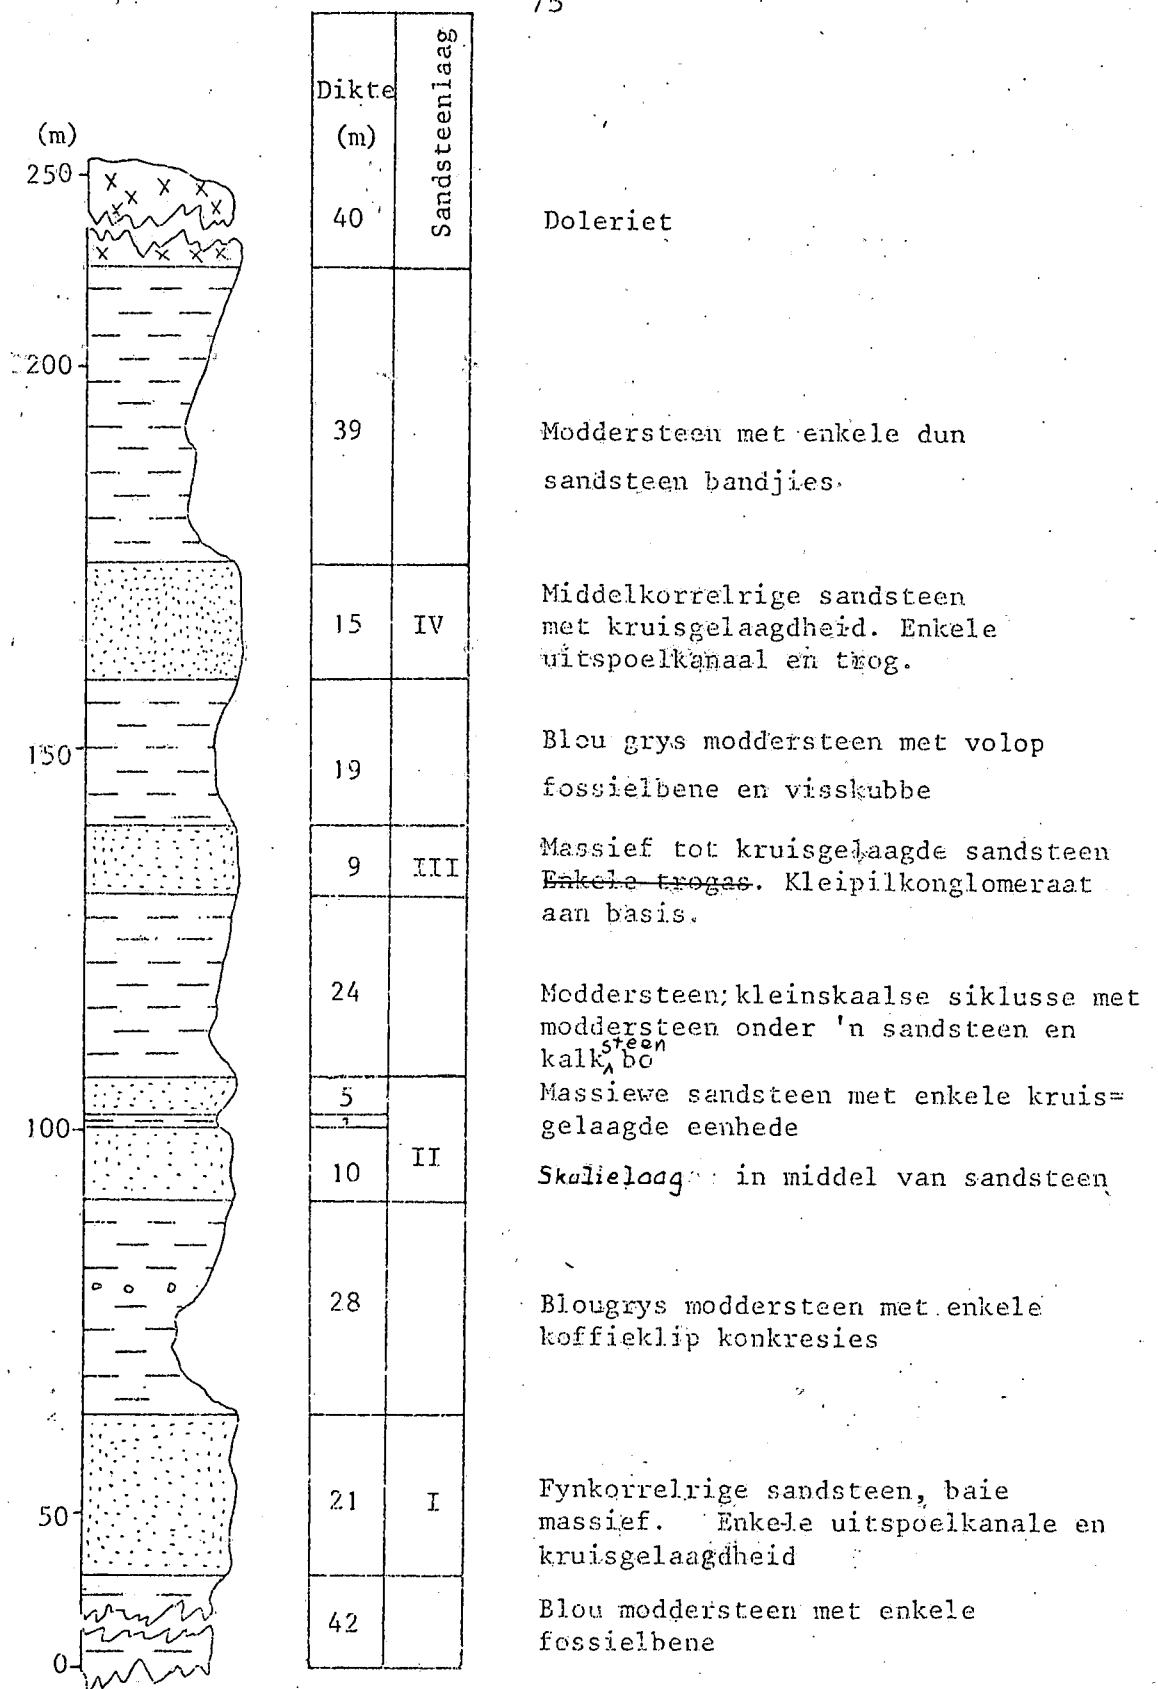 75
Dikte
(m)
Sandsteenlaag
(m)
250
40
Doleriet
200
39
Moddersteen met enkele dun
sandsteen bandjies.
15
IV
Middelkorrelrige sandsteen
met kruisgelaagdheid. Enkele
uitspoelkanaal en trog.
150
19
Blou grys moddersteen met volop
fossielbene en visskubbe
9
III
Massief tot kruisgelaagde sandsteen
Enkele trogas. Kleipilkonglomeraat
aan basis.
24
Moddersteen; kleinskaalse siklusse met
moddersteen onder 'n sandsteen en
kalksteen bo
5
Massiewe sandsteen met enkele kruis=
100
gelaagde eenhede
II
10
Skalielaag in middel van sandsteen
28
Blougrys moddersteen met enkele
koffieklip konkresies
50
21
I
Fynkorrelrige sandsteen, baie
massief. Enkele uitspoelkanale en
kruisgelaagdheid
42
Blou moddersteen met enkele
fossielbene
0